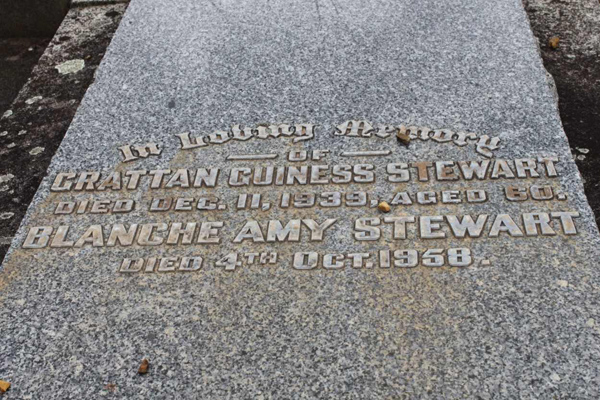 In Loving Memory
OF
GRATTAN GUINESS STEWART
DIED DEC. 11, 1939, AGED 60.
BLANCHE AMY STEWART
DIED 4TH OCT. 1958.